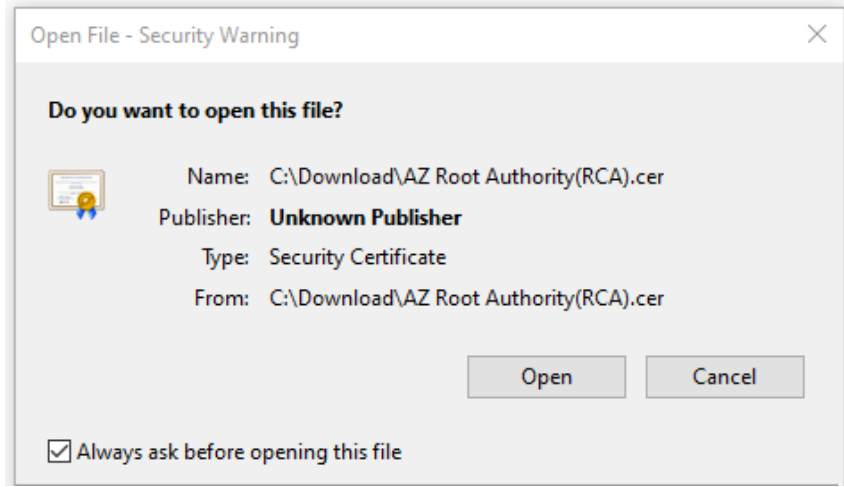 Open File - Security Warning
Do you want to open this file?
Name: C:\Download\AZ Root Authority(RCA).cer
Publisher: Unknown Publisher
Type: Security Certificate
From: C:\Download\AZ Root Authority(RCA).cer
Open Cancel
Always ask before opening this file